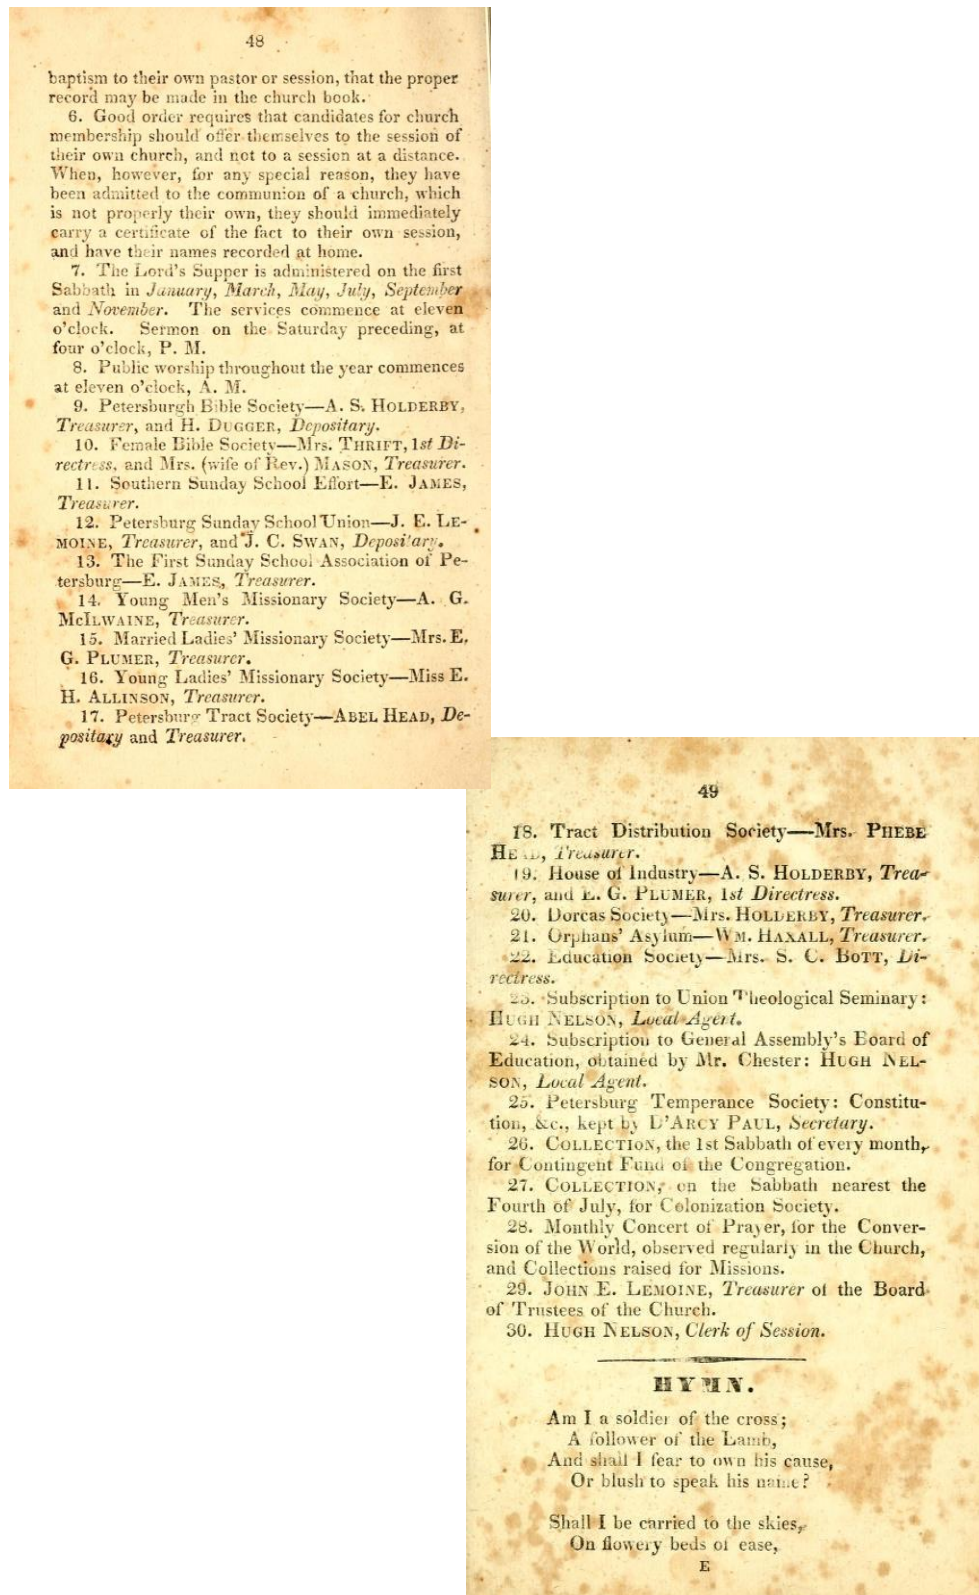 48
baptism to their own pastor or session, that the proper
record may be made in the church book.
6. Good order requires that candidates for church
membership should offer themselves to the session of
their own church, and not to a session at a distance.
When, however, for any special reason, they have
been admitted to the communion of a church, which
is not properly their own, they should immediately
carry a certificate of the fact to their own session,
and have their names recorded at home.
7. The Lord's Supper is administered on the first
Sabbath in January, March, May, July, September
and November. The services commence at eleven
o'clock. Sermon on the Saturday preceding, at
four o'clock, P. M.
8. Public worship throughout the year commences
at eleven o'clock, A. M.
9. Petersburgh Bible Society—A. S. HOLDERBY,
Treasurer, and H. DUGGER, Depositary.
10. Female Bible Society—Mrs. THRIFT, 1st Di-
rectress, and Mrs. (wife of Rev.) MASON, Treasurer.
11. Southern Sunday School Effort—E. JAMES,
Treasurer.
12. Petersburg Sunday School Union—J. E. LE-
MOINE, Treasurer, and J. C. SWAN, Depositary.
13. The First Sunday School Association of Pe-
tersburg—E. JAMES, Treasurer.
14. Young Men's Missionary Society—A. G.
McILWAINE, Treasurer.
15. Married Ladies' Missionary Society—Mrs. E.
G. PLUMER, Treasurer.
16. Young Ladies' Missionary Society—Miss E.
H. ALLINSON, Treasurer.
17. Petersburg Tract Society—ABEL HEAD, De-
positary and Treasurer.
49
18. Tract Distribution Society—Mrs. PHEBE
HEAD, Treasurer.
19. House of Industry—A. S. HOLDERBY, Trea-
surer, and E. G. PLUMER, 1st Directress.
20. Dorcas Society—Mrs. HOLDERBY, Treasurer.
21. Orphans' Asylum—WM. HAXALL, Treasurer.
22. Education Society—Mrs. S. C. BOTT, Di-
rectress.
23. Subscription to Union Theological Seminary:
HUGH NELSON, Local Agent.
24. Subscription to General Assembly's Board of
Education, obtained by Mr. Chester: HUGH NEL-
SON, Local Agent.
25. Petersburg Temperance Society: Constitu-
tion, &c., kept by D'ARCY PAUL, Secretary.
26. COLLECTION, the 1st Sabbath of every month,
for Contingent Fund of the Congregation.
27. COLLECTION, on the Sabbath nearest the
Fourth of July, for Colonization Society.
28. Monthly Concert of Prayer, for the Conver-
sion of the World, observed regularly in the Church,
and Collections raised for Missions.
29. JOHN E. LEMOINE, Treasurer of the Board
of Trustees of the Church.
30. HUGH NELSON, Clerk of Session.
HYMN.
Am I a soldier of the cross;
A follower of the Lamb,
And shall I fear to own his cause,
Or blush to speak his name?
Shall I be carried to the skies,
On flowery beds of ease,
E